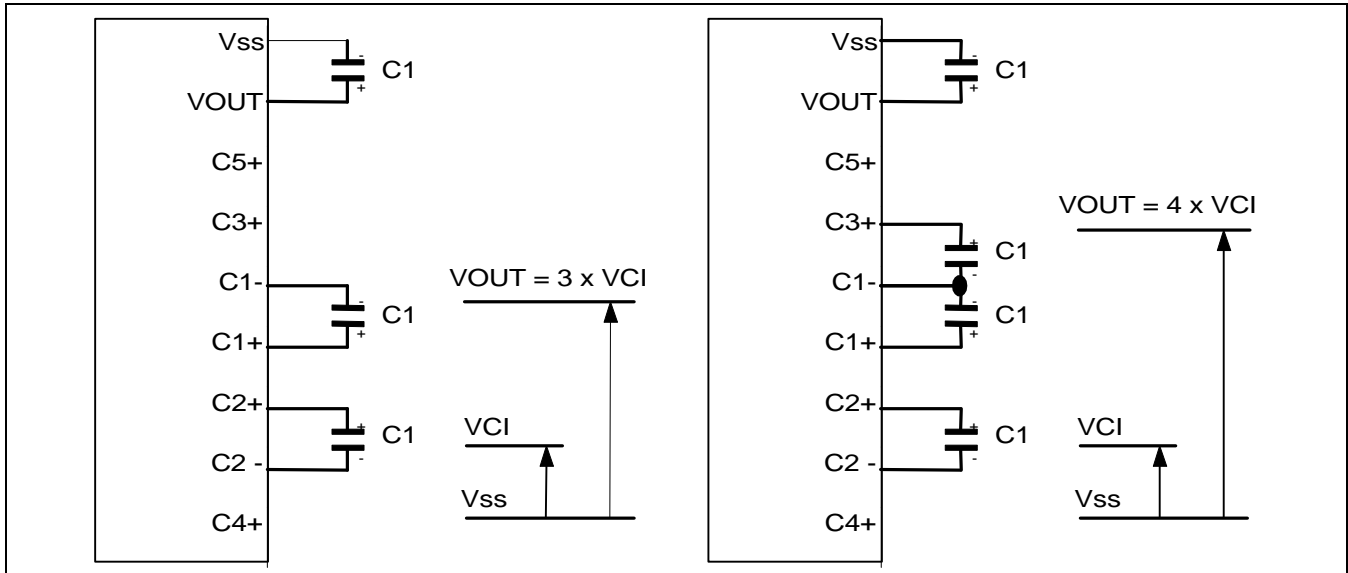 Vss
C1
VOUT
C5+
C3+
C1-
C1
C1+
C2+
C1
C2 -
C4+
VOUT = 3 x VCI
VCI
Vss
Vss
C1
VOUT
C5+
C3+
C1
C1-
C1
C1+
C2+
C1
C2 -
C4+
VOUT = 4 x VCI
VCI
Vss